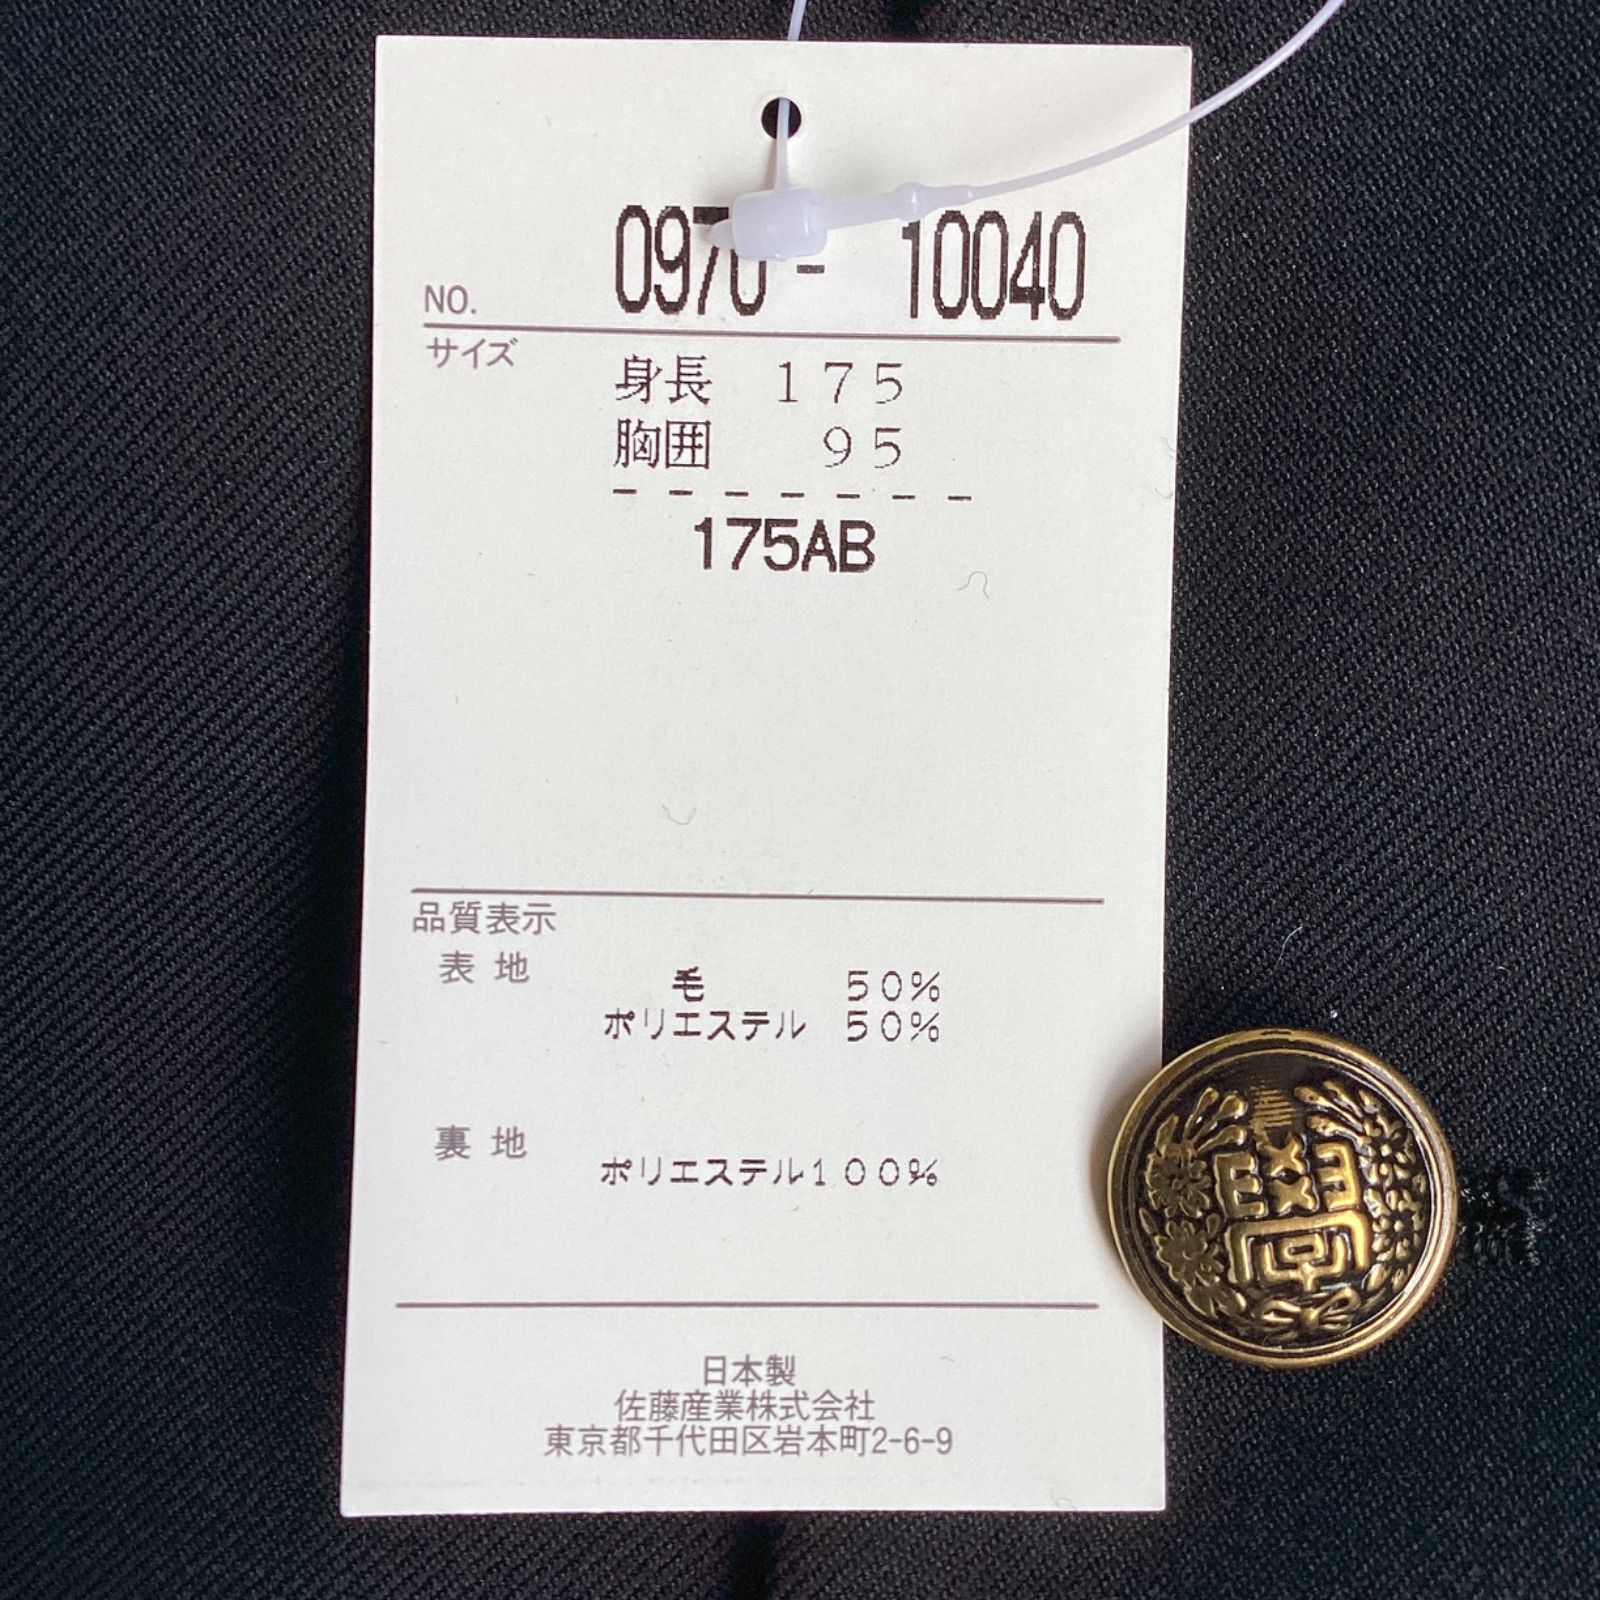 NO. 0970- 10040
サイズ
身長 175
胸囲 95
175AB
品質表示
表地
毛 50%
ポリエステル 50%
裏地
ポリエステル100%
日本製
佐藤産業株式会社
東京都千代田区岩本町2-6-9